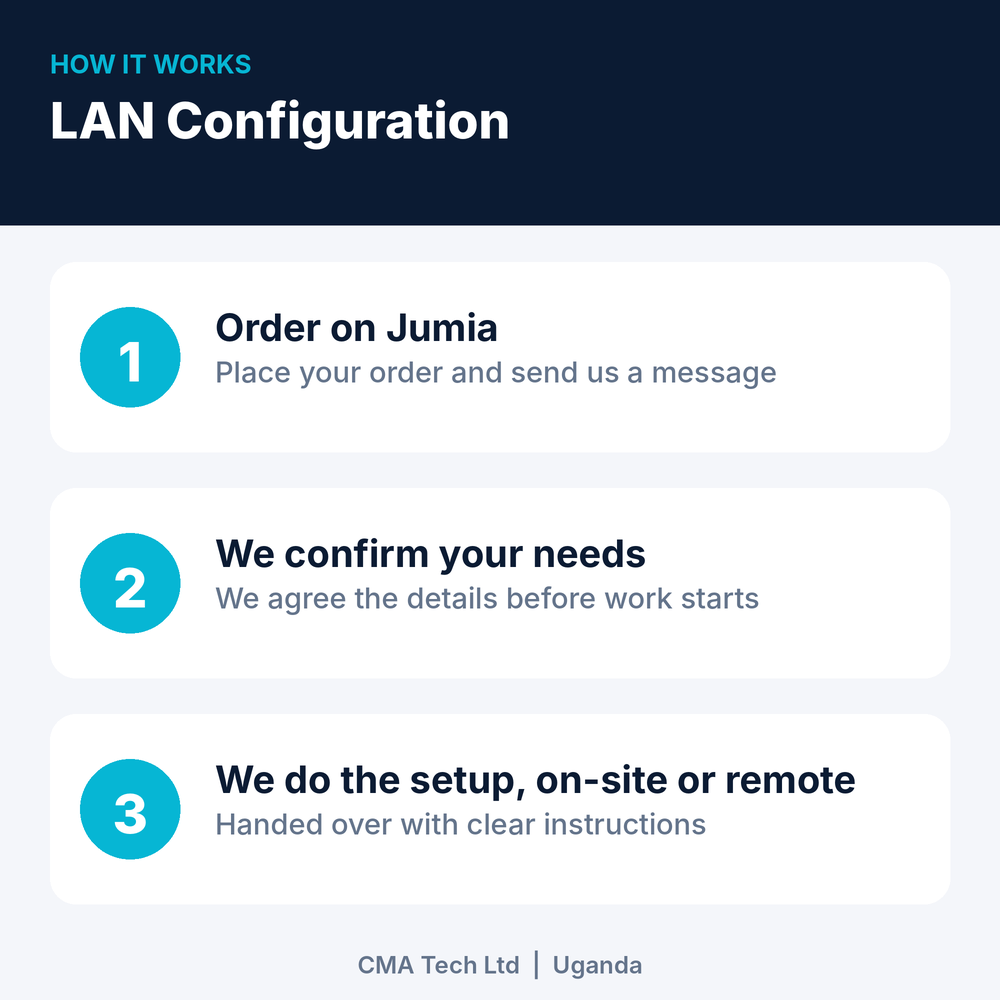 HOW IT WORKS
LAN Configuration
1
Order on Jumia
Place your order and send us a message
2
We confirm your needs
We agree the details before work starts
3
We do the setup, on-site or remote
Handed over with clear instructions
CMA Tech Ltd | Uganda